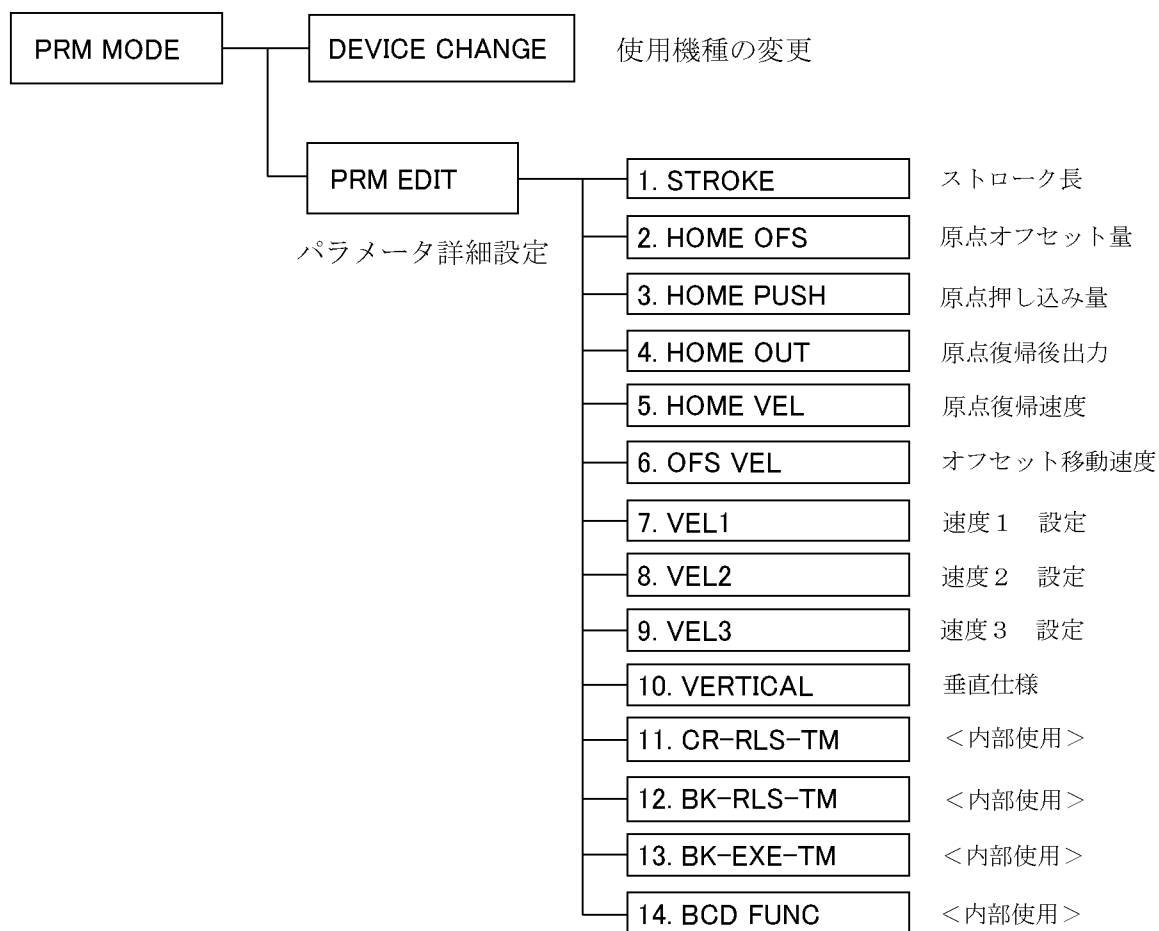 PRM MODE
DEVICE CHANGE
使用機種の変更
PRM EDIT
パラメータ詳細設定
1. STROKE ストローク長
2. HOME OFS 原点オフセット量
3. HOME PUSH 原点押し込み量
4. HOME OUT 原点復帰後出力
5. HOME VEL 原点復帰速度
6. OFS VEL オフセット移動速度
7. VEL1 速度１　設定
8. VEL2 速度２　設定
9. VEL3 速度３　設定
10. VERTICAL 垂直仕様
11. CR-RLS-TM ＜内部使用＞
12. BK-RLS-TM ＜内部使用＞
13. BK-EXE-TM ＜内部使用＞
14. BCD FUNC ＜内部使用＞